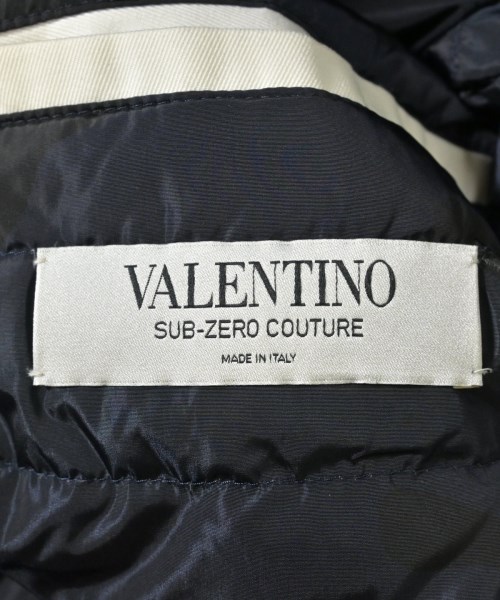 VALENTINO
SUB-ZERO COUTURE
MADE IN ITALY